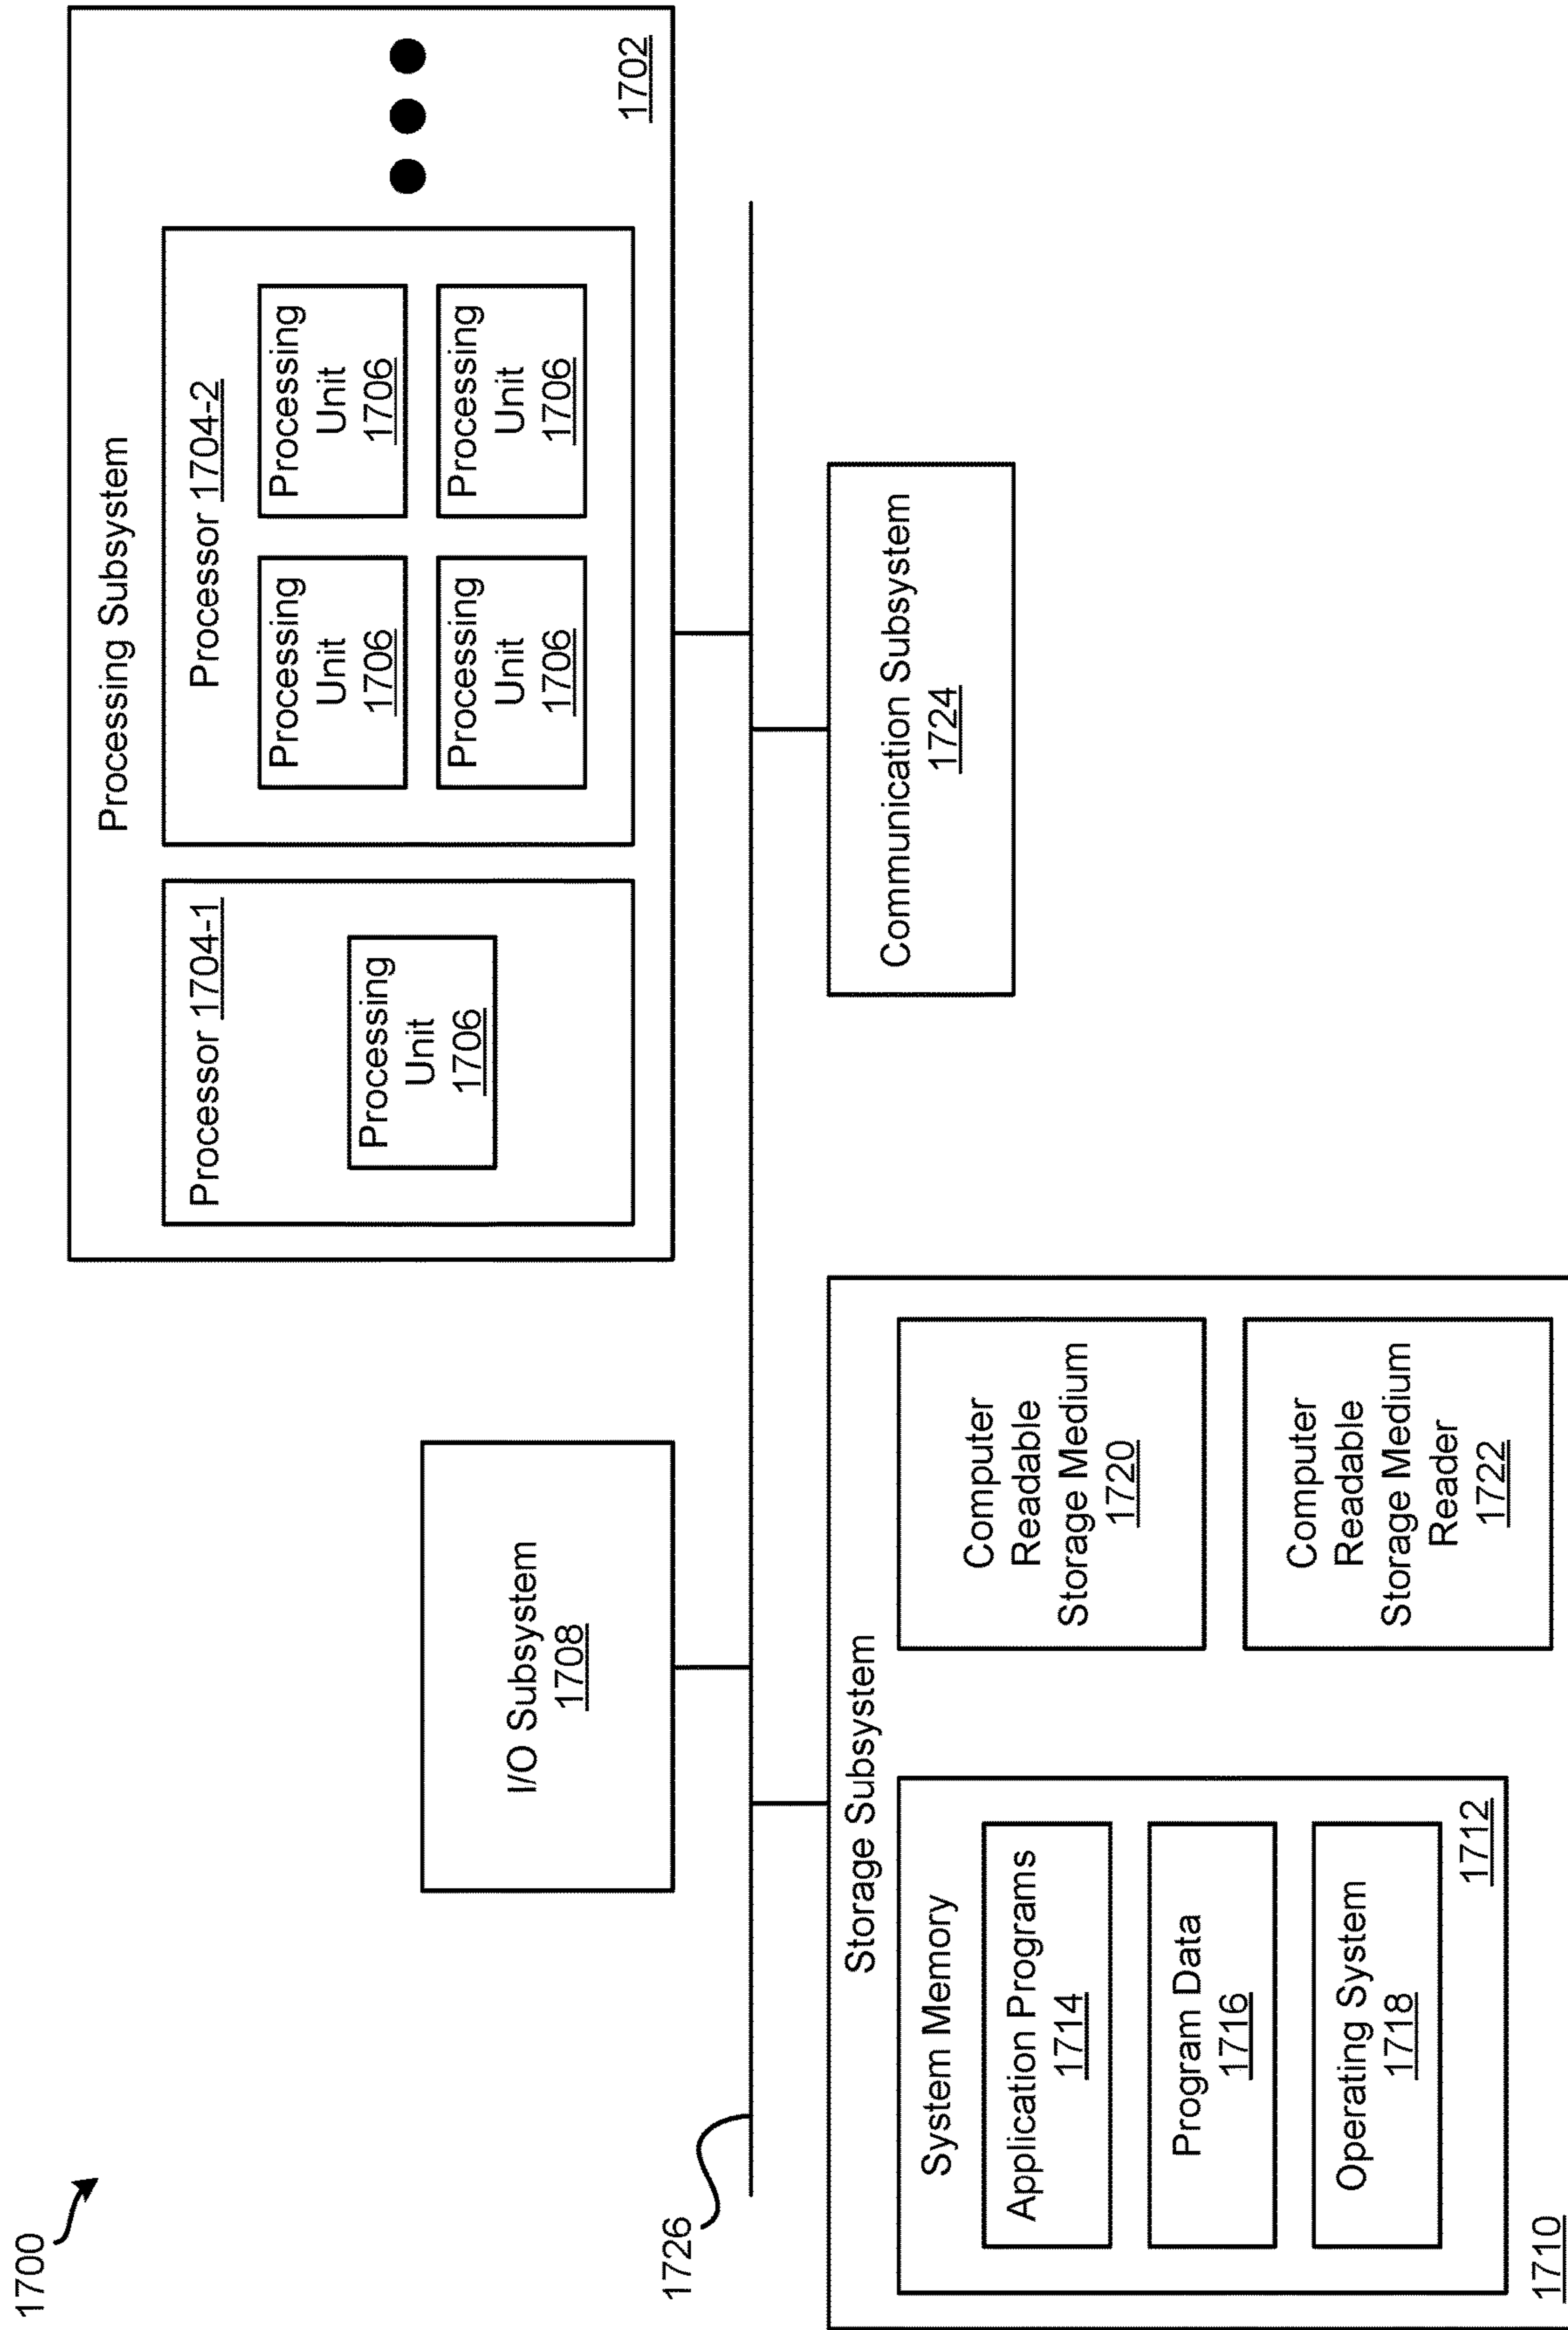 1700
I/O Subsystem
1708
Processing Subsystem
Processor 1704-1
Processing
Unit
1706
Processor 1704-2
Processing
Unit
1706
Processing
Unit
1706
Processing
Unit
1706
Processing
Unit
1706
1702
1726
Storage Subsystem
System Memory
Application Programs
1714
Program Data
1716
Operating System
1718
1712
Computer
Readable
Storage Medium
1720
Computer
Readable
Storage Medium
Reader
1722
1710
Communication Subsystem
1724